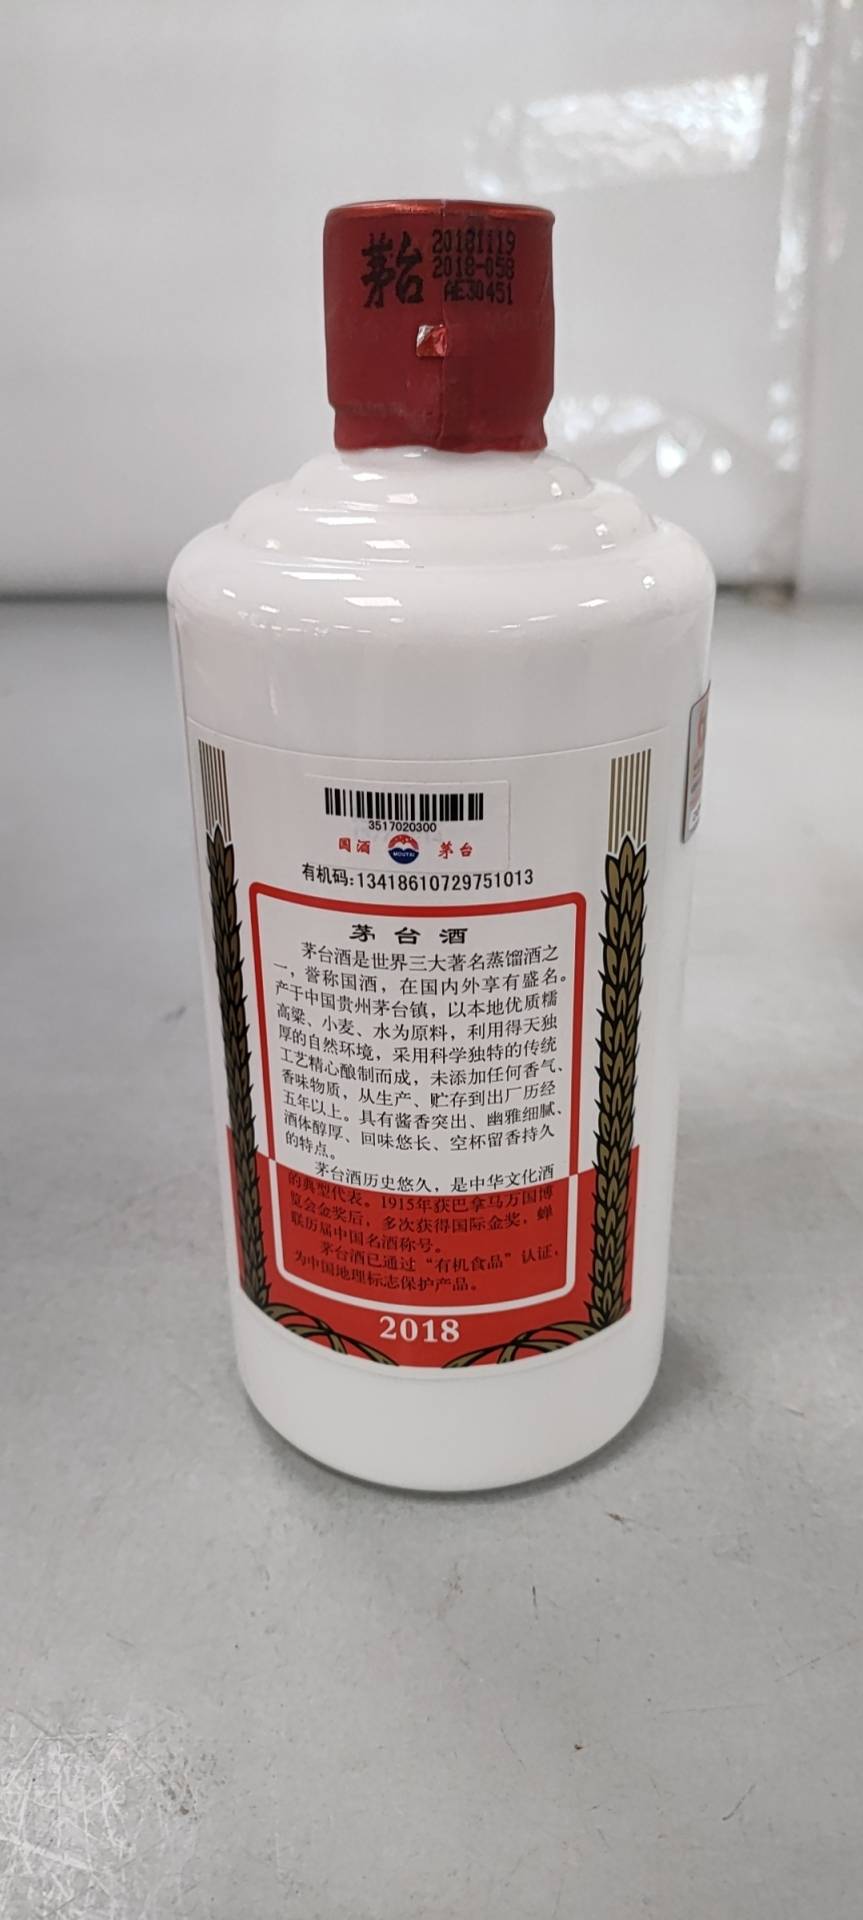 茅台
20181119
2018-058
AE30451
3517020300
国酒 MOUTAI 茅台
有机码:13418610729751013
茅台酒
茅台酒是世界三大著名蒸馏酒之
一，誉称国酒，在国内外享有盛名。
产于中国贵州茅台镇，以本地优质糯
高粱、小麦、水为原料，利用得天独
厚的自然环境，采用科学独特的传统
工艺精心酿制而成，未添加任何香气、
香味物质，从生产、贮存到出厂历经
五年以上。具有酱香突出、幽雅细腻、
酒体醇厚、回味悠长、空杯留香持久
的特点。
茅台酒历史悠久，是中华文化酒
的典型代表。1915年获巴拿马万国博
览会金奖后，多次获得国际金奖，蝉
联历届中国名酒称号。
茅台酒已通过“有机食品”认证，
为中国地理标志保护产品。
2018